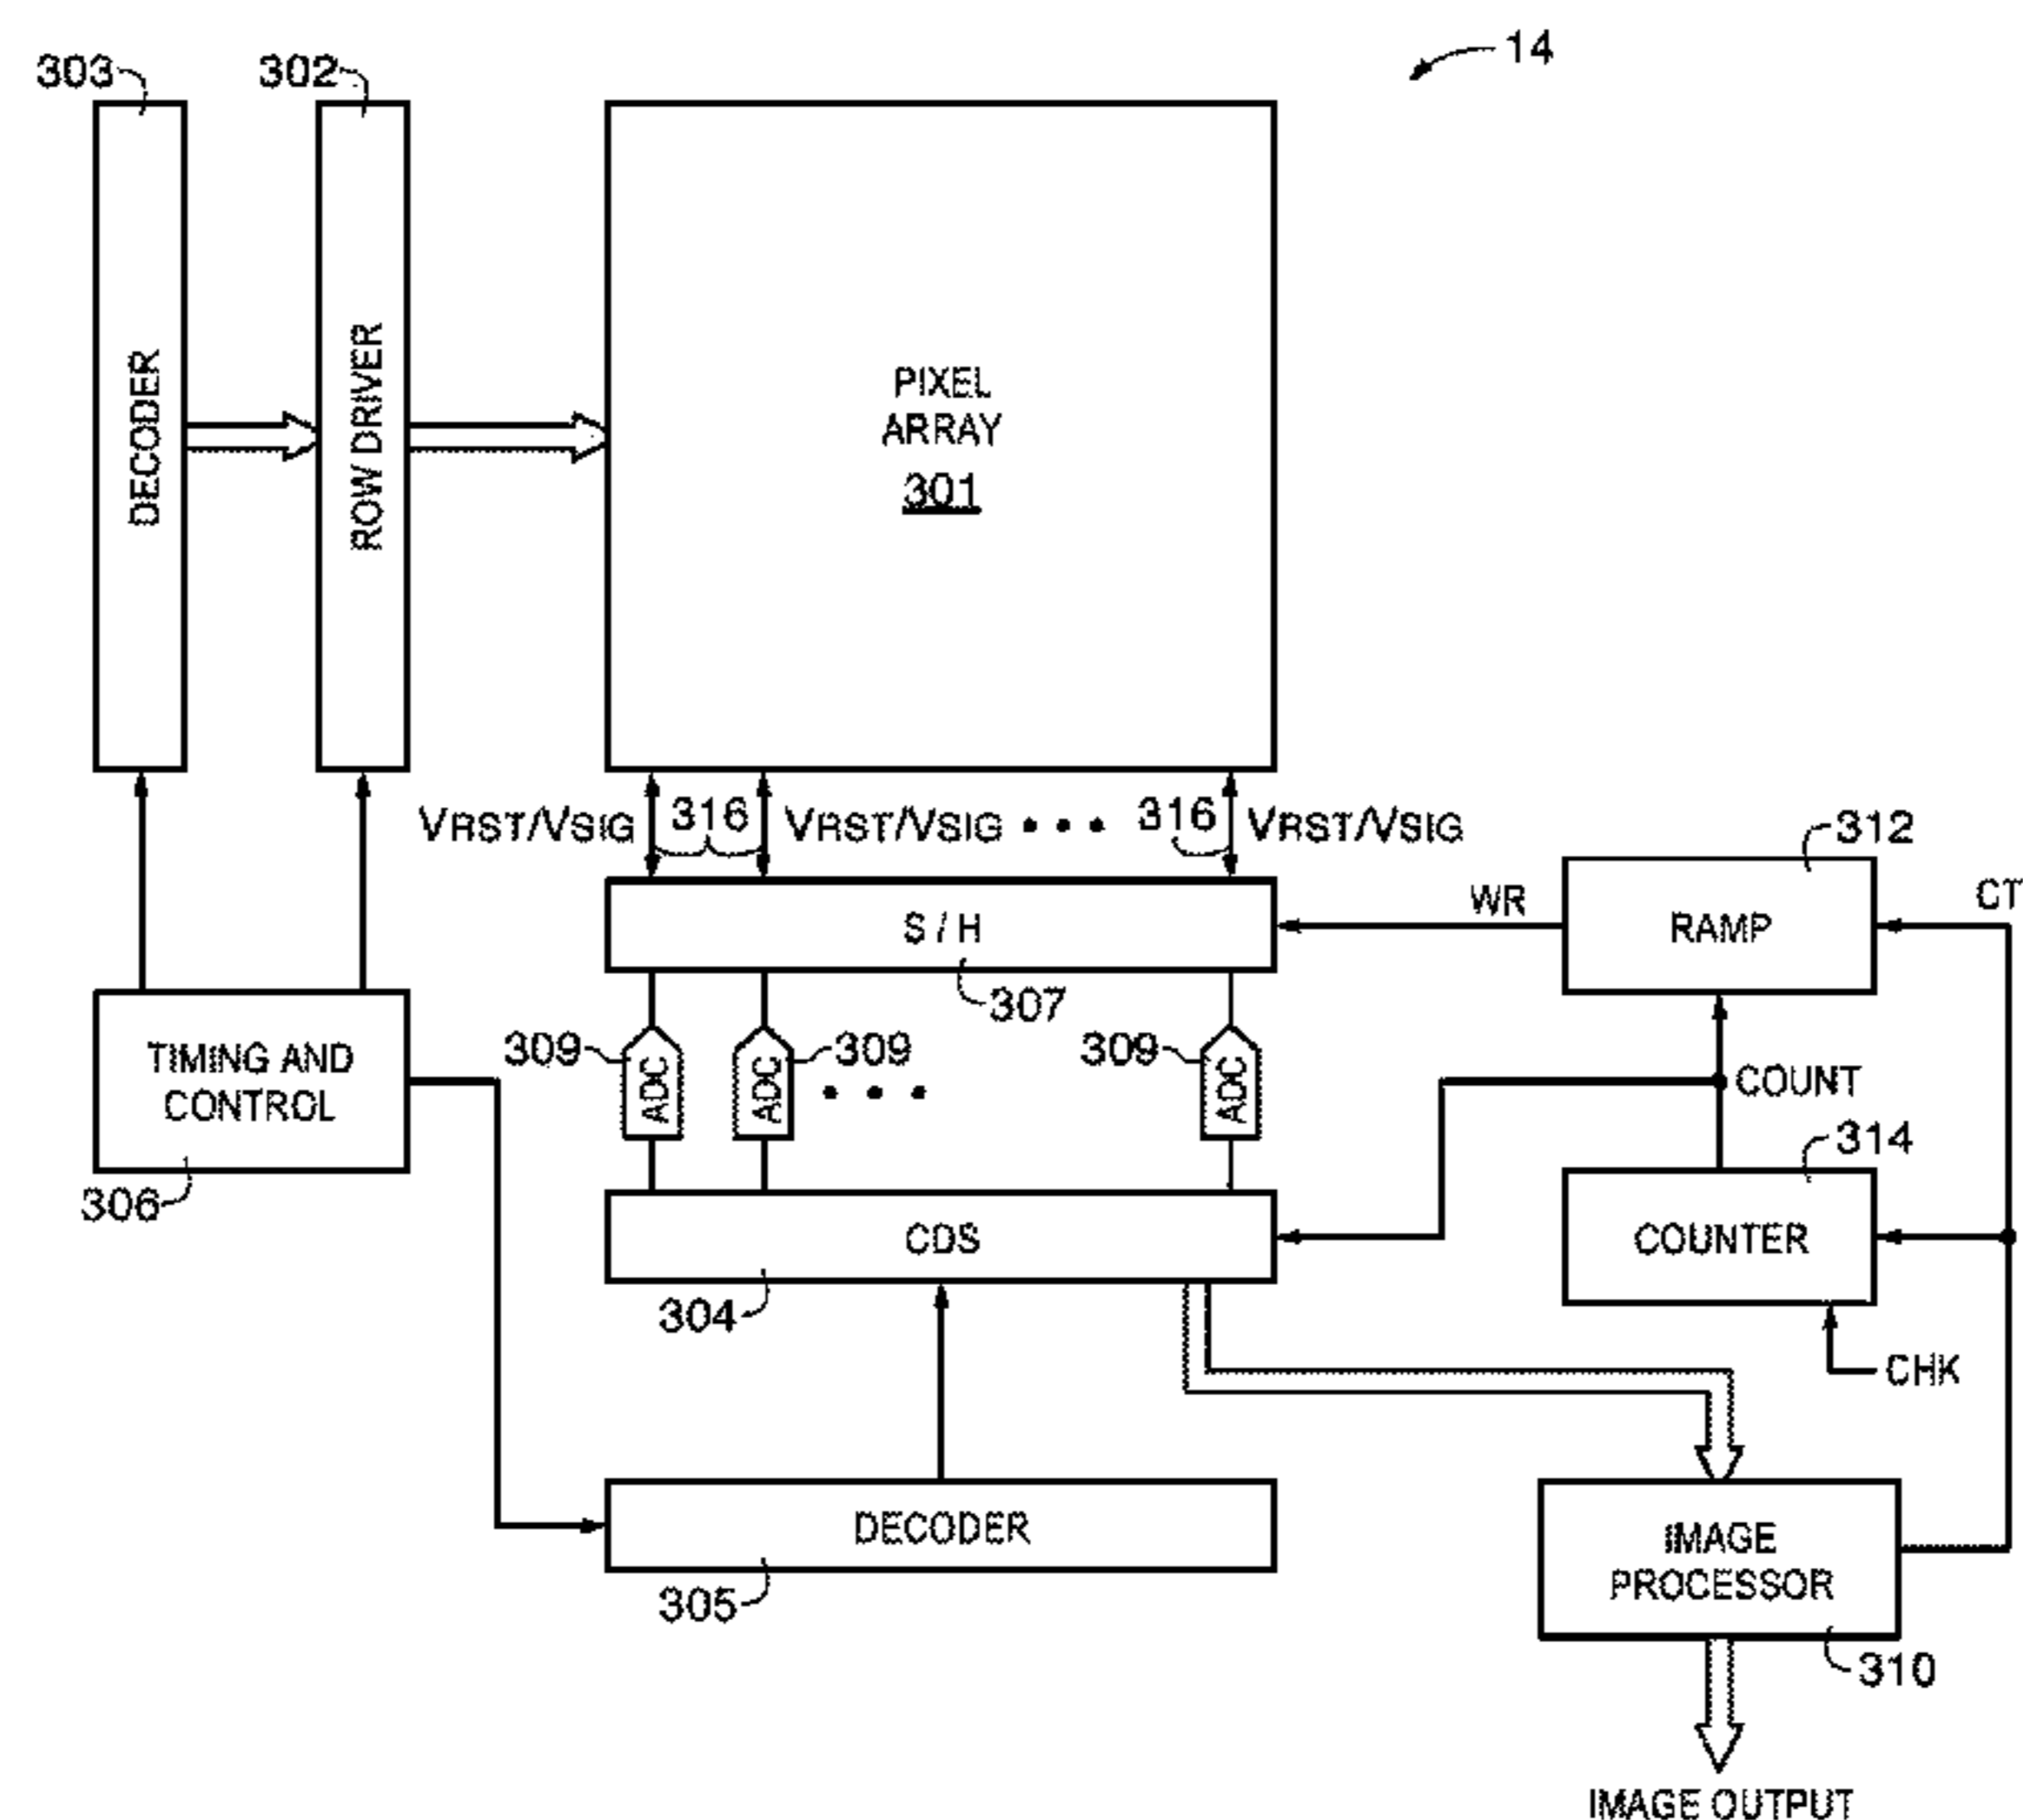 14
303
302
DECODER
ROW DRIVER
PIXEL
ARRAY
301
VRST/VSIG
316
VRST/VSIG
• • •
316
VRST/VSIG
312
WR
CT
S / H
RAMP
307
TIMING AND
CONTROL
309
ADC
ADC
309
• • •
309
ADC
COUNT
314
306
CDS
COUNTER
304
CHK
DECODER
305
IMAGE
PROCESSOR
310
IMAGE OUTPUT